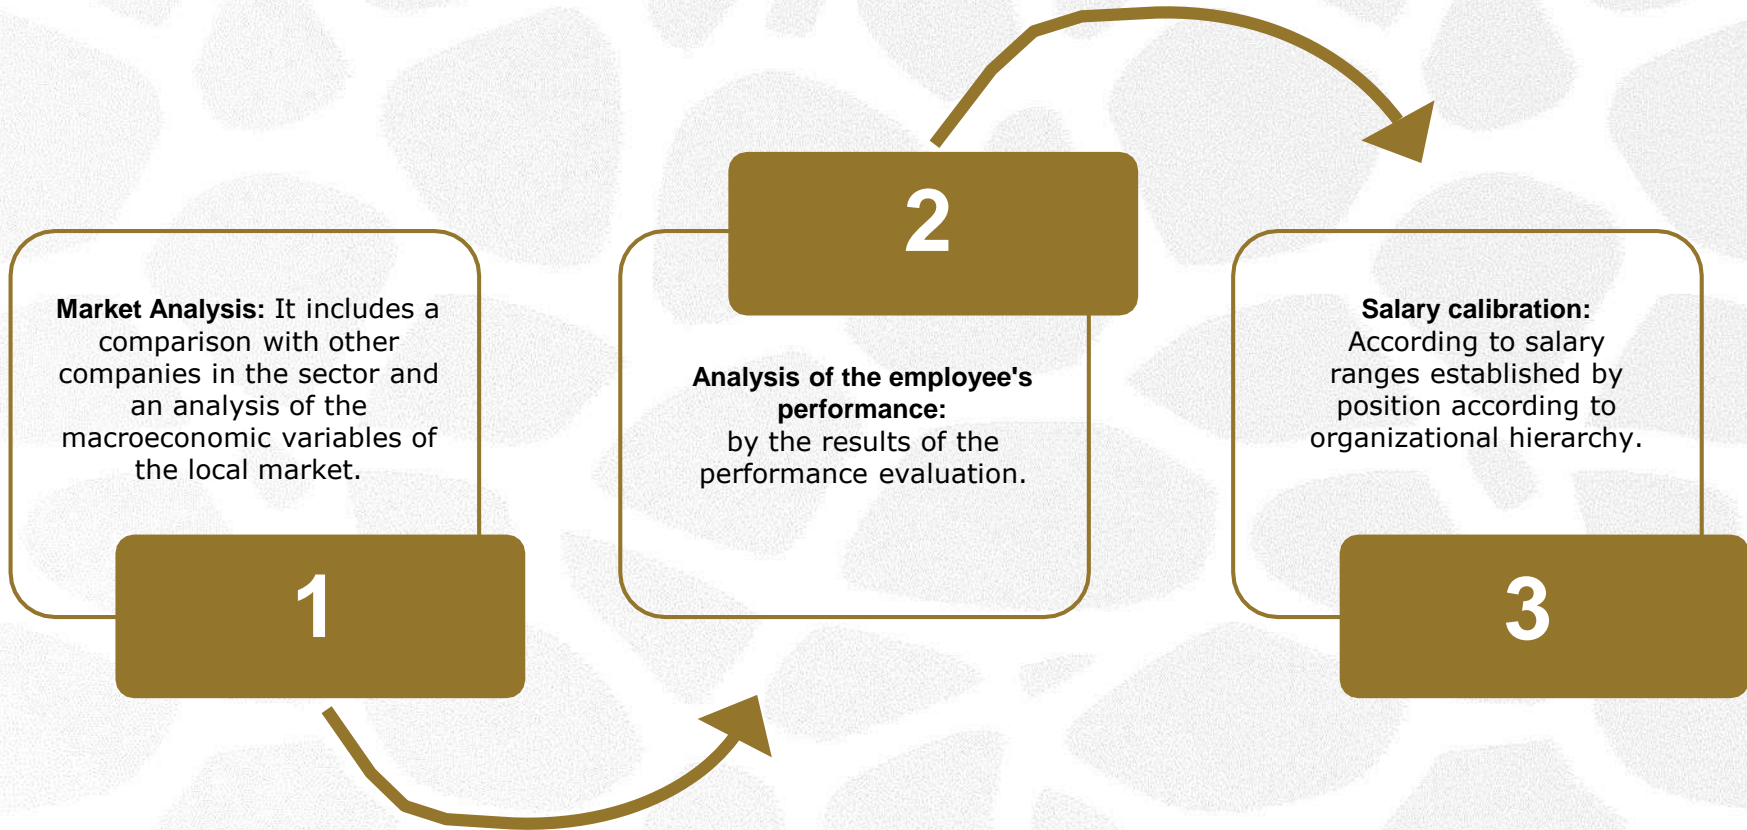 Market Analysis: It includes a
comparison with other
companies in the sector and
an analysis of the
macroeconomic variables of
the local market.
1
2
Analysis of the employee's
performance:
by the results of the
performance evaluation.
Salary calibration:
According to salary
ranges established by
position according to
organizational hierarchy.
3